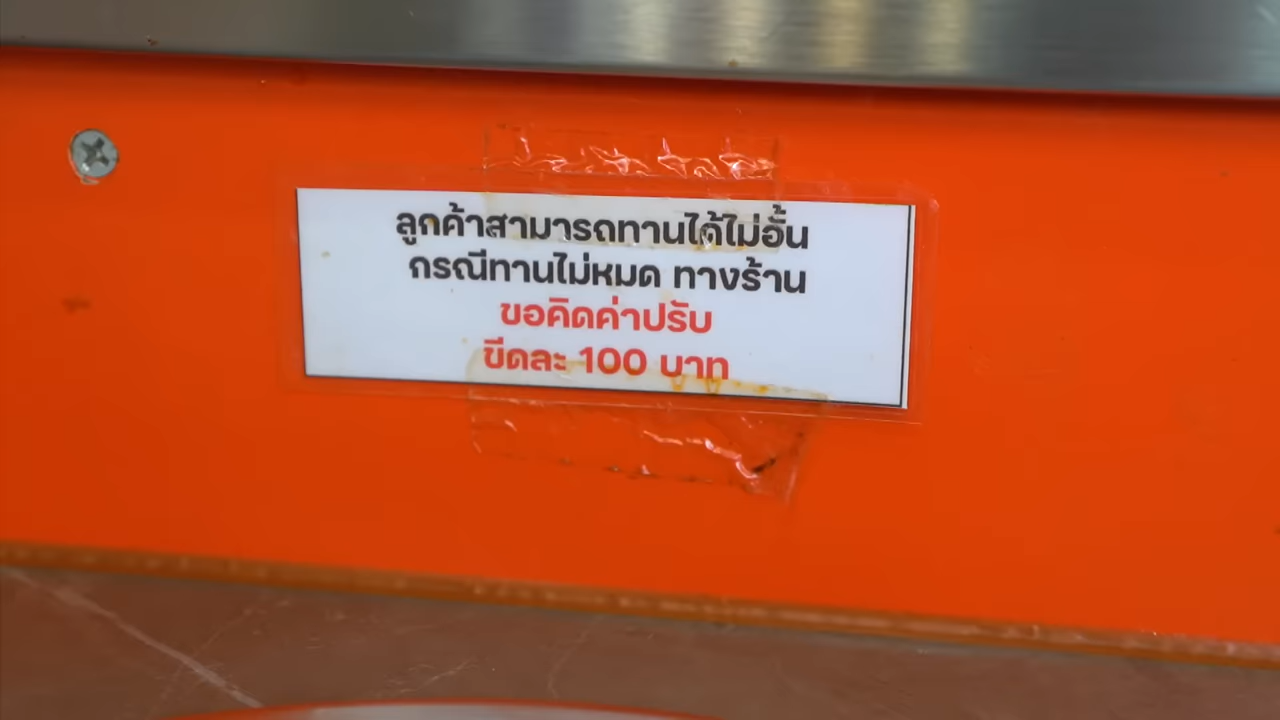 ลูกค้าสามารถทานได้ไม่อั้น
กรณีทานไม่หมด ทางร้าน
ขอคิดค่าปรับ
ขีดละ 100 บาท